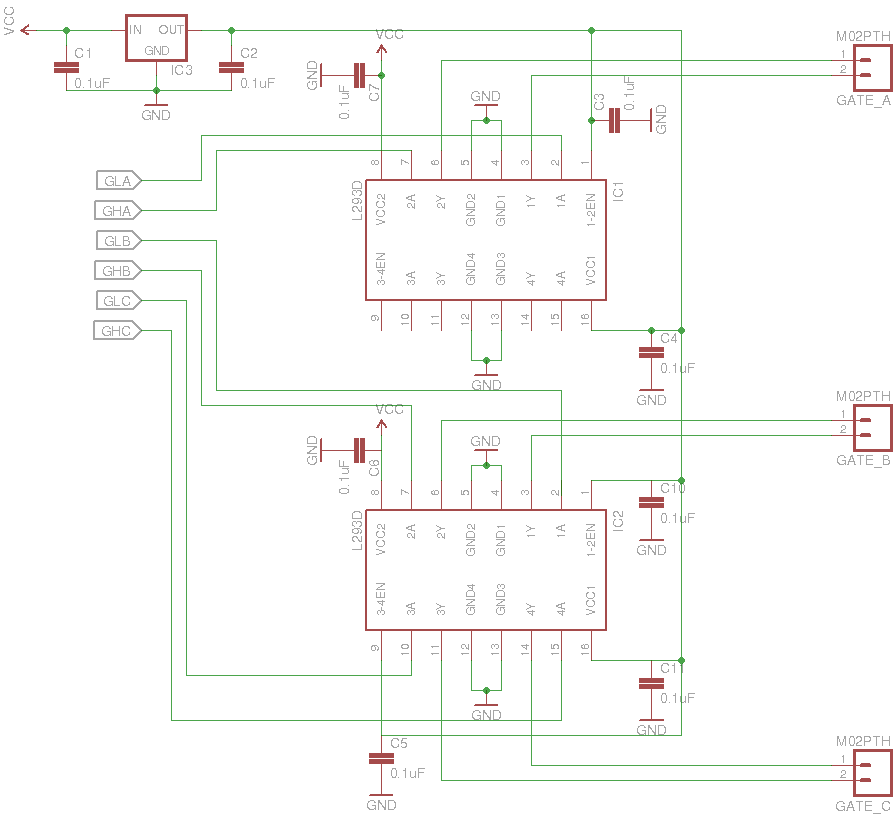 VCC
IN OUT
GND
IC3
C1
0.1uF
C2
0.1uF
GND
VCC
GND
0.1uF
C7
GND
C3
0.1uF
GND
M02PTH
1
2
GATE_A
GLA
GHA
GLB
GHB
GLC
GHC
8 7 6 5 4 3 2 1
L293D
IC1
VCC2 2A 2Y GND2 GND1 1Y 1A 1-2EN
3-4EN 3A 3Y GND4 GND3 4Y 4A VCC1
9 10 11 12 13 14 15 16
GND
C4
0.1uF
GND
VCC
GND
0.1uF
C6
GND
M02PTH
1
2
GATE_B
8 7 6 5 4 3 2 1
L293D
IC2
VCC2 2A 2Y GND2 GND1 1Y 1A 1-2EN
3-4EN 3A 3Y GND4 GND3 4Y 4A VCC1
9 10 11 12 13 14 15 16
C10
0.1uF
GND
GND
C11
0.1uF
GND
C5
0.1uF
GND
M02PTH
1
2
GATE_C